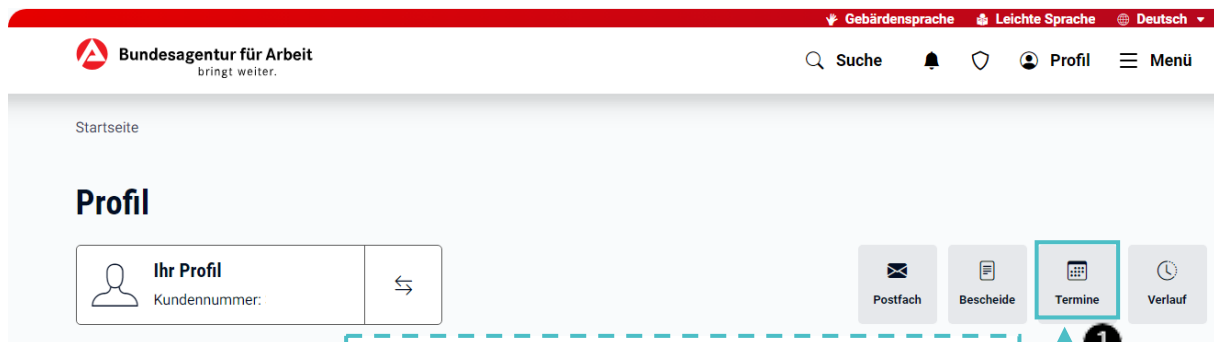 Gebärdensprache Leichte Sprache Deutsch
Bundesagentur für Arbeit
bringt weiter.
Suche Profil Menü
Startseite
Profil
Ihr Profil
Kundennummer:
Postfach Bescheide Termine Verlauf
1